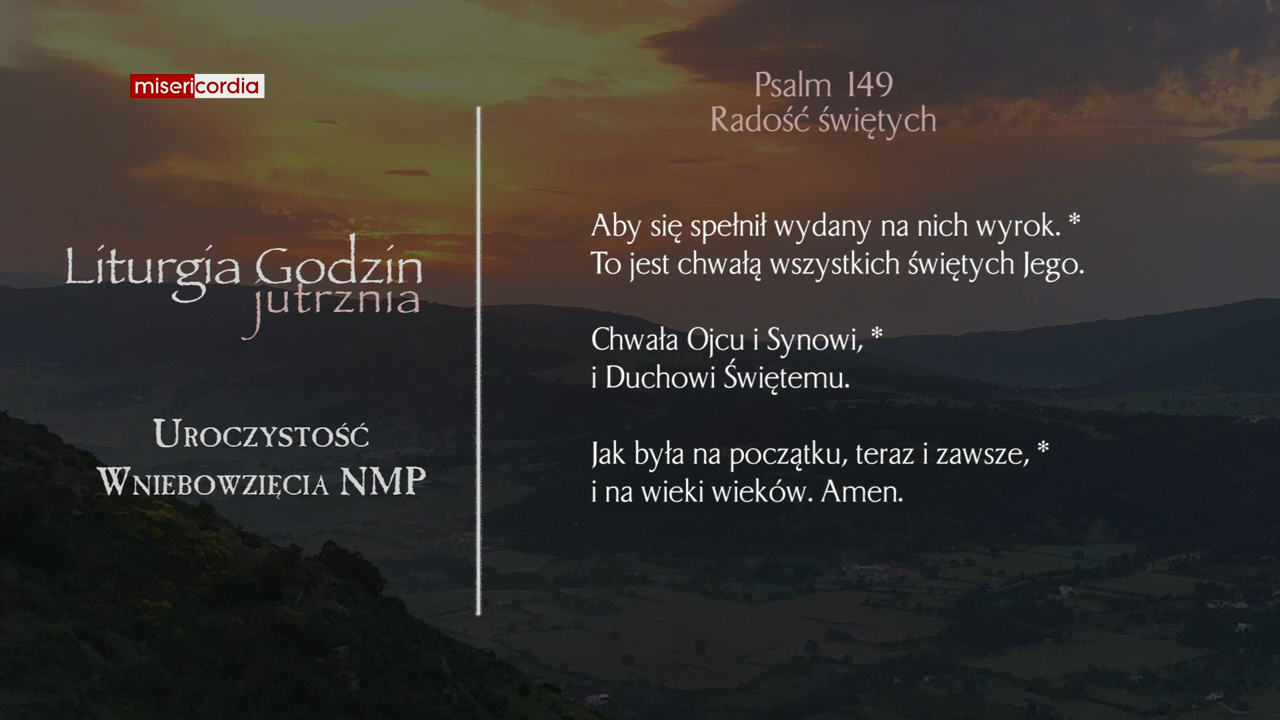 misericordia
Liturgia Godzin
jutrznia
Uroczystość
Wniebowzięcia NMP
Psalm 149
Radość świętych
Aby się spełnił wydany na nich wyrok. *
To jest chwałą wszystkich świętych Jego.
Chwała Ojcu i Synowi, *
i Duchowi Świętemu.
Jak była na początku, teraz i zawsze, *
i na wieki wieków. Amen.